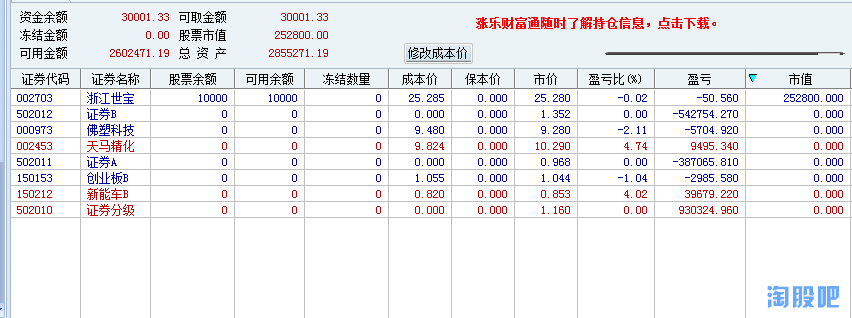 资金余额 30001.33 可取金额 30001.33
涨乐财富通随时了解持仓信息，点击下载。
冻结金额 0.00 股票市值 252800.00
可用金额 2602471.19 总 资 产 2855271.19 修改成本价
证券代码 证券名称 股票余额 可用余额 冻结数量 成本价 保本价 市价 盈亏比(%) 盈亏 市值
002703 浙江世宝 10000 10000 0 25.285 0.000 25.280 -0.02 -50.560 252800.000
502012 证券B 0 0 0 0.000 0.000 1.352 0.00 -542754.270 0.000
000973 佛塑科技 0 0 0 9.480 0.000 9.280 -2.11 -5704.920 0.000
002453 天马精化 0 0 0 9.824 0.000 10.290 4.74 9495.340 0.000
502011 证券A 0 0 0 0.000 0.000 0.968 0.00 -387065.810 0.000
150153 创业板B 0 0 0 1.055 0.000 1.044 -1.04 -2985.580 0.000
150212 新能车B 0 0 0 0.820 0.000 0.853 4.02 39679.220 0.000
502010 证券分级 0 0 0 0.000 0.000 1.160 0.00 930324.960 0.000
淘股吧